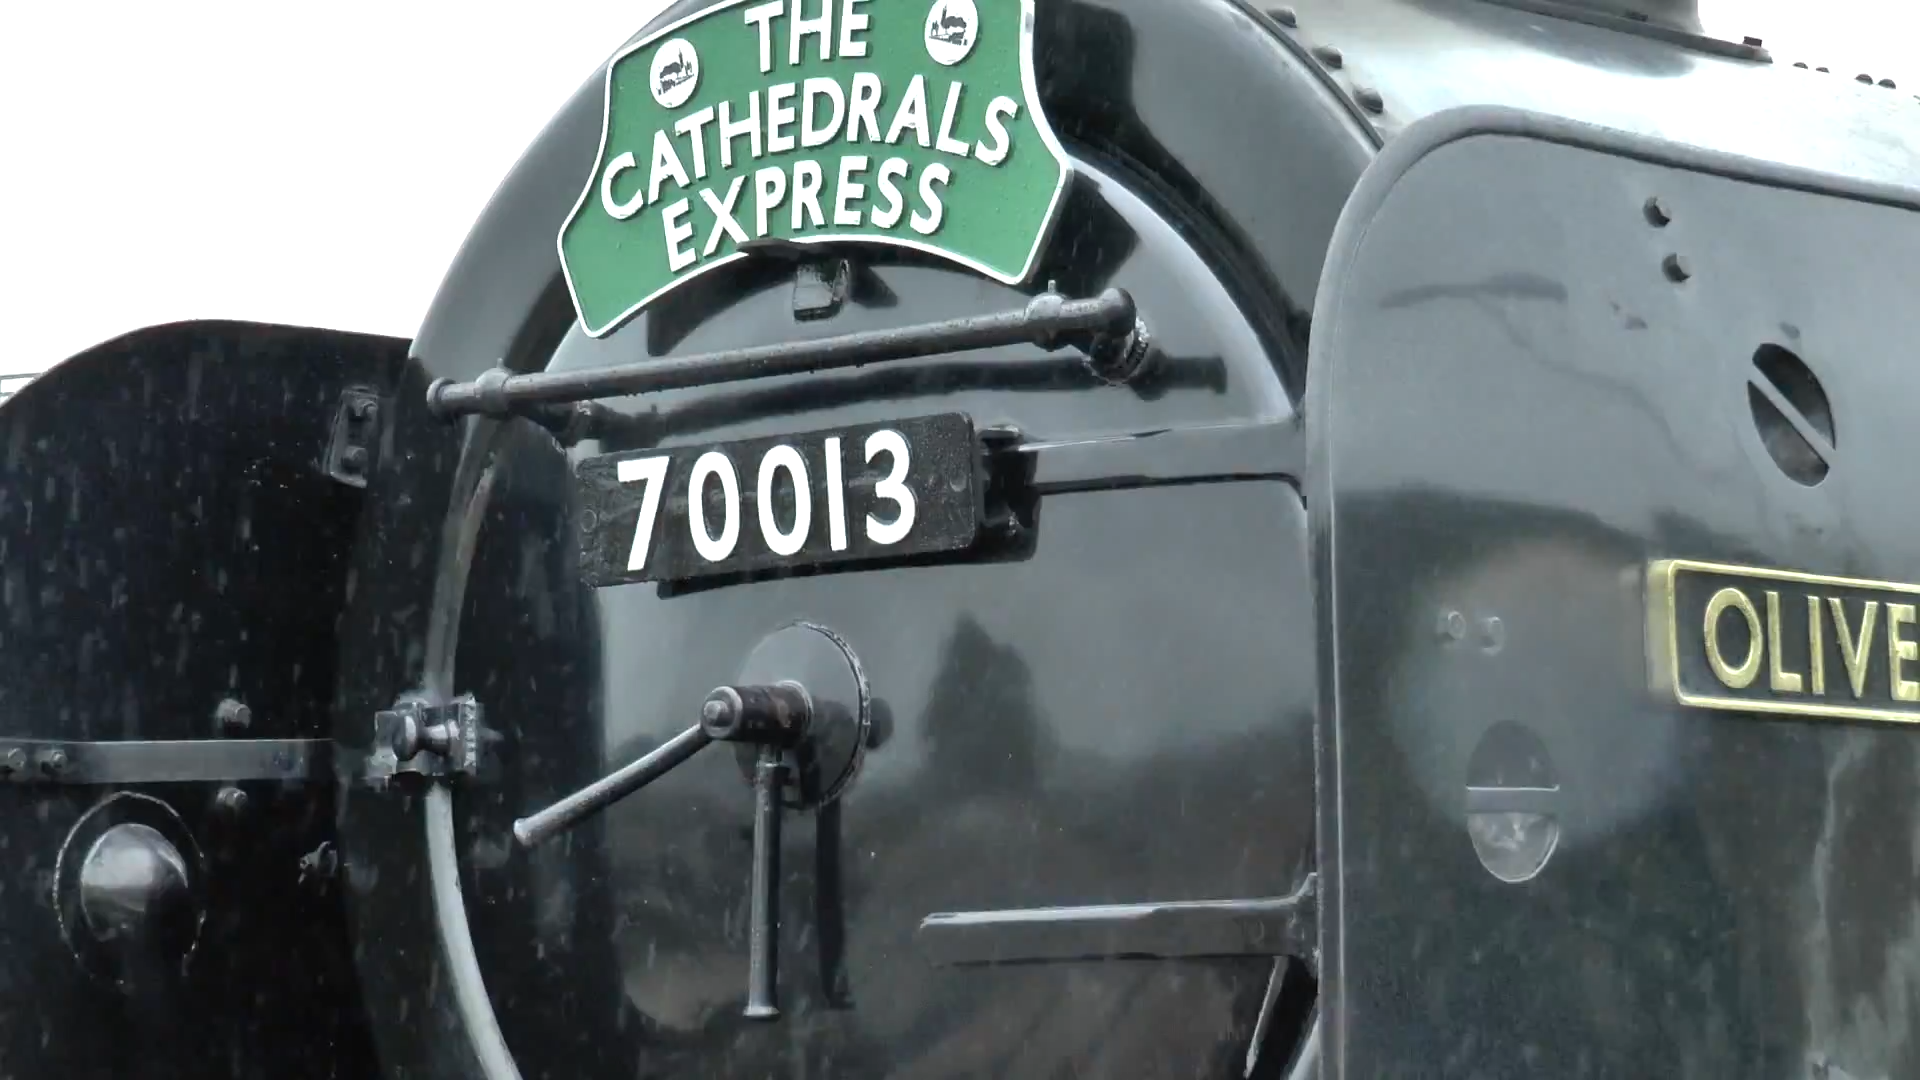 THE
CATHEDRALS
EXPRESS
70013
OLIVE